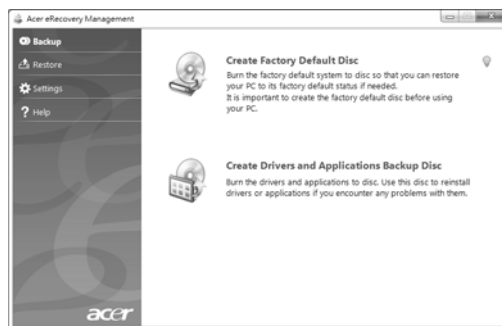 Acer eRecovery Management
Backup
Restore
Settings
Help
Create Factory Default Disc
Burn the factory default system to disc so that you can restore
your PC to its factory default status if needed.
It is important to create the factory default disc before using
your PC.
Create Drivers and Applications Backup Disc
Burn the drivers and applications to disc. Use this disc to reinstall
drivers or applications if you encounter any problems with them.
acer